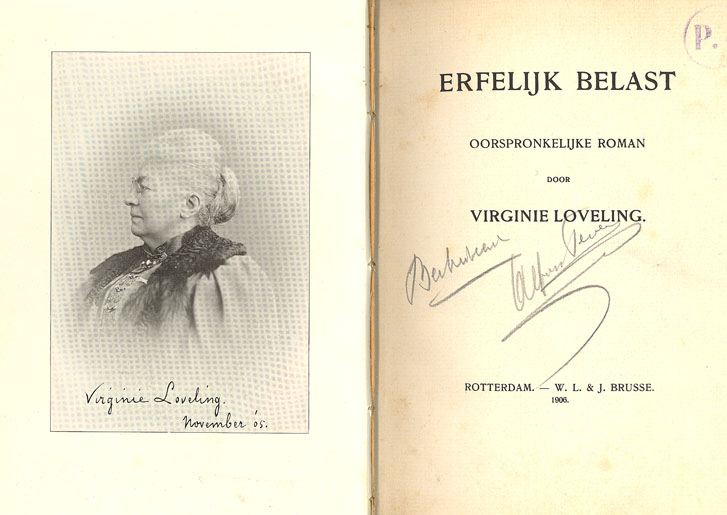 Virginie Loveling.
November '05.
P.
ERFELIJK BELAST
OORSPRONKELIJKE ROMAN
DOOR
VIRGINIE LOVELING.
ROTTERDAM. — W. L. & J. BRUSSE.
1906.